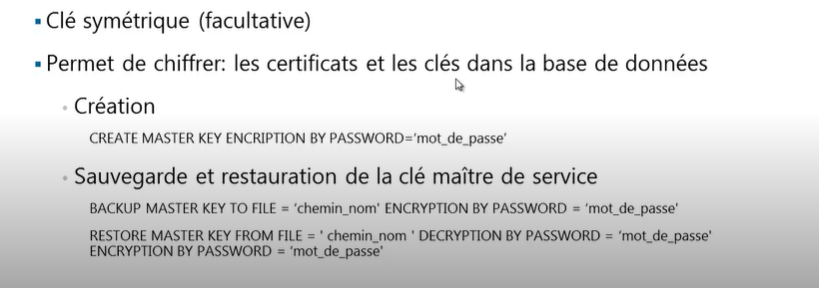 Clé symétrique (facultative)
Permet de chiffrer: les certificats et les clés dans la base de données
Création
CREATE MASTER KEY ENCRIPTION BY PASSWORD='mot_de_passe'
Sauvegarde et restauration de la clé maître de service
BACKUP MASTER KEY TO FILE = 'chemin_nom' ENCRYPTION BY PASSWORD = 'mot_de_passe'
RESTORE MASTER KEY FROM FILE = ' chemin_nom ' DECRYPTION BY PASSWORD = 'mot_de_passe'
ENCRYPTION BY PASSWORD = 'mot_de_passe'